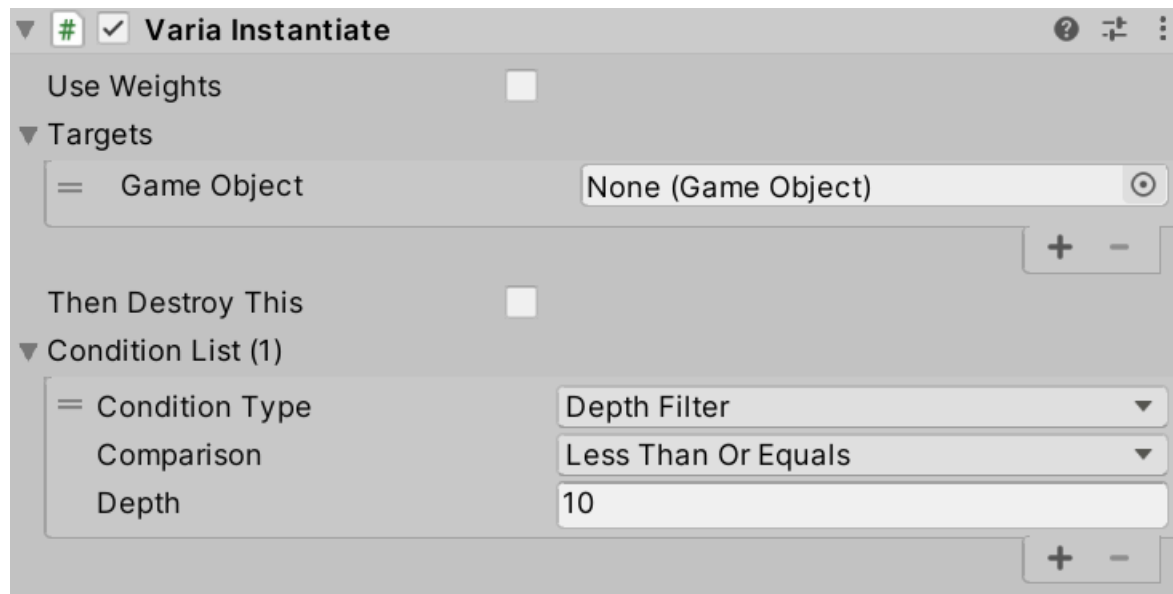 # Varia Instantiate
Use Weights
Targets
Game Object None (Game Object)
+ -
Then Destroy This
Condition List (1)
Condition Type Depth Filter
Comparison Less Than Or Equals
Depth 10
+ -